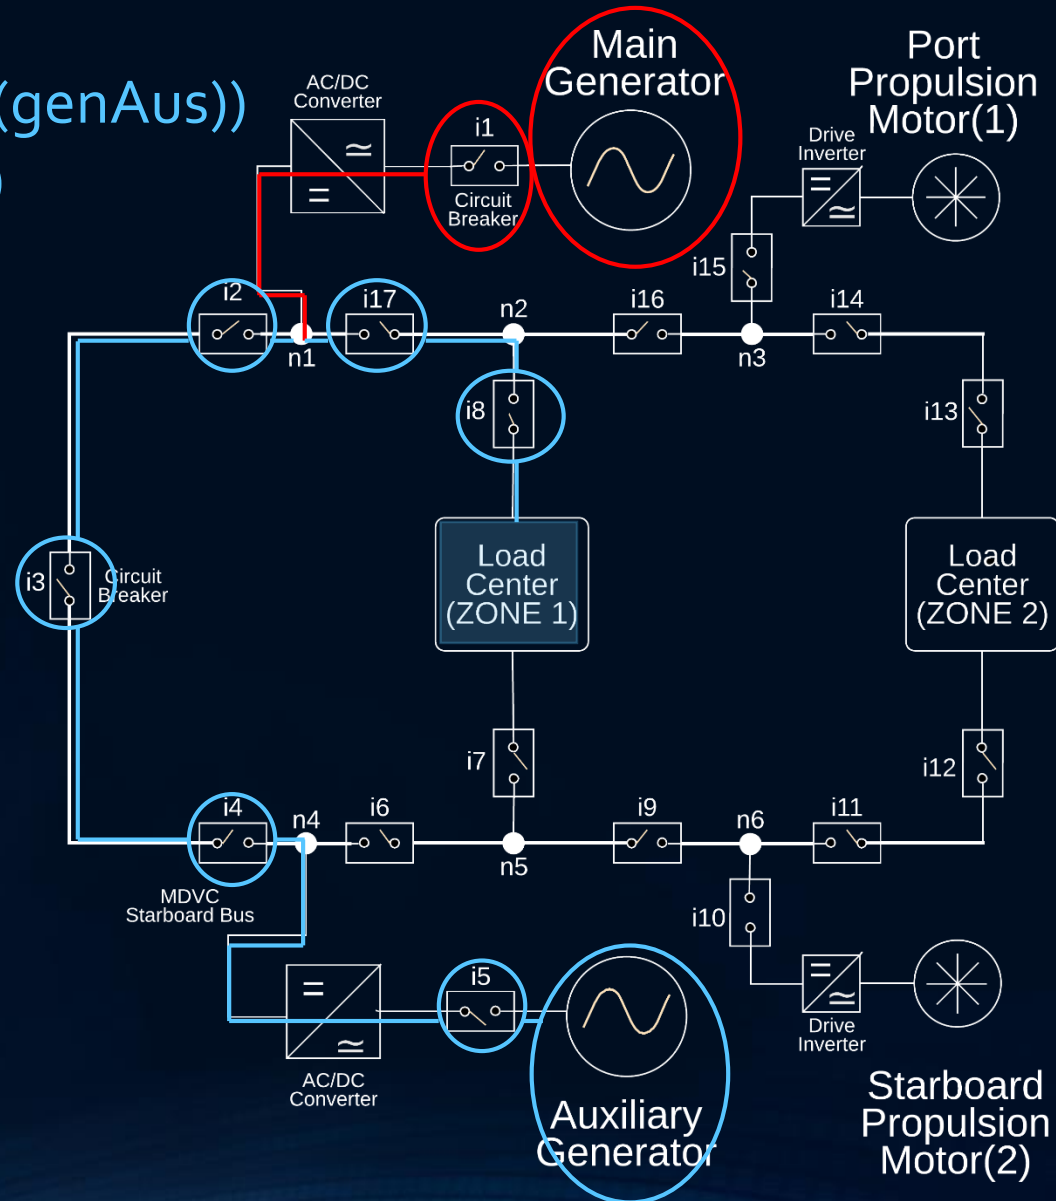 (genAus))
)
Main
Generator
Port
Propulsion
Motor(1)
AC/DC
Converter
i1
Circuit
Breaker
Drive
Inverter
i15
i2
i17
n2
i16
i14
n1
n3
i8
i13
Load
Center
(ZONE 1)
Load
Center
(ZONE 2)
i3
Circuit
Breaker
i7
i12
i4
n4
i6
i9
n6
i11
n5
MDVC
Starboard Bus
i10
i5
AC/DC
Converter
Drive
Inverter
Auxiliary
Generator
Starboard
Propulsion
Motor(2)